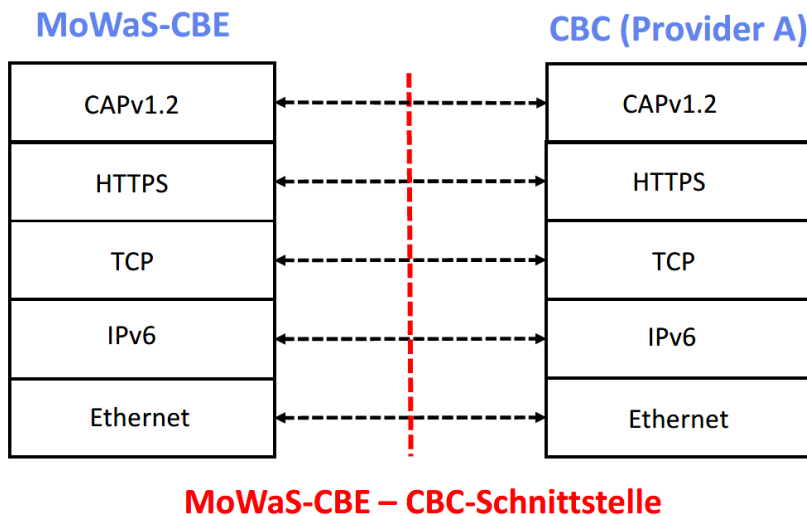 MoWaS-CBE
CBC (Provider A)
CAPv1.2
CAPv1.2
HTTPS
HTTPS
TCP
TCP
IPv6
IPv6
Ethernet
Ethernet
MoWaS-CBE – CBC-Schnittstelle